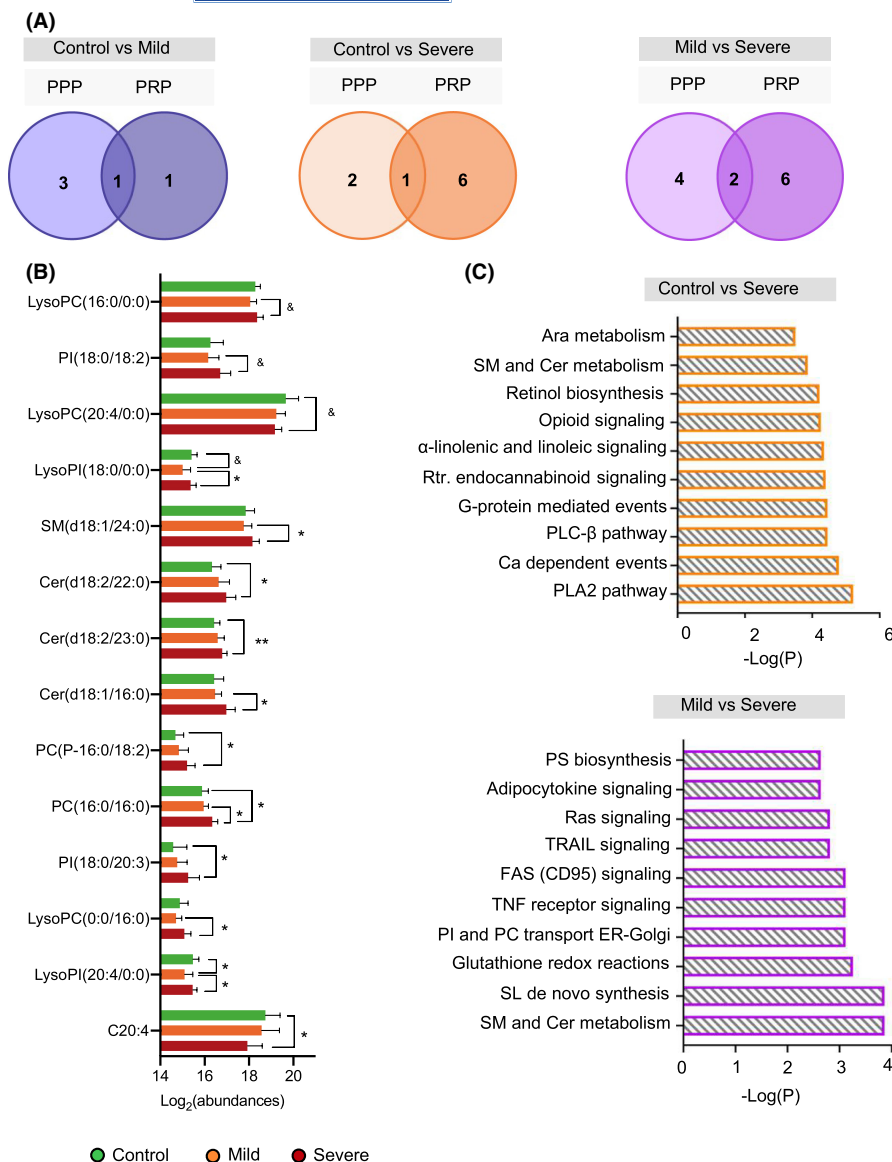 (A)
Control vs Mild
Control vs Severe
Mild vs Severe
PPP PRP
PPP PRP
PPP PRP
3 1 1
2 1 6
4 2 6
(B)
LysoPC(16:0/0:0)
&
PI(18:0/18:2)
&
LysoPC(20:4/0:0)
&
LysoPI(18:0/0:0)
&
*
SM(d18:1/24:0)
*
Cer(d18:2/22:0)
*
Cer(d18:2/23:0)
**
Cer(d18:1/16:0)
*
PC(P-16:0/18:2)
*
PC(16:0/16:0)
*
*
PI(18:0/20:3)
*
LysoPC(0:0/16:0)
*
LysoPI(20:4/0:0)
*
*
C20:4
*
14 16 18 20
Log2(abundances)
Control Mild Severe
(C)
Control vs Severe
Ara metabolism
SM and Cer metabolism
Retinol biosynthesis
Opioid signaling
α-linolenic and linoleic signaling
Rtr. endocannabinoid signaling
G-protein mediated events
PLC-β pathway
Ca dependent events
PLA2 pathway
0 2 4 6
-Log(P)
Mild vs Severe
PS biosynthesis
Adipocytokine signaling
Ras signaling
TRAIL signaling
FAS (CD95) signaling
TNF receptor signaling
PI and PC transport ER-Golgi
Glutathione redox reactions
SL de novo synthesis
SM and Cer metabolism
0 1 2 3 4
-Log(P)